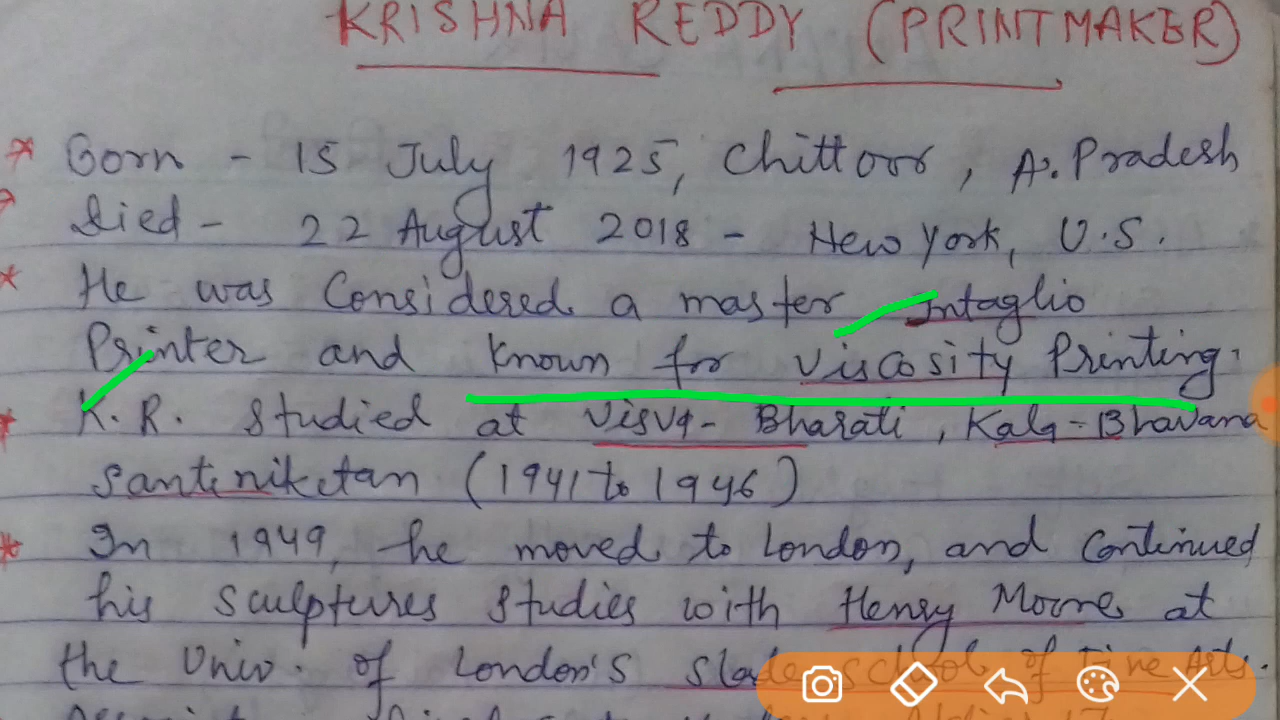 KRISHNA REDDY (PRINTMAKER)
Born - 15 July 1925, Chittoor, A. Pradesh
Died - 22 August 2018 - New York, U.S.
He was Considered a master Intaglio
Printer and known for Viscosity Printing.
K.R. studied at Visva-Bharati, Kala-Bhavana
Santiniketan (1941 to 1946)
In 1949, he moved to London, and Continued
his Sculptures studies with Henry Moore at
the Univ. of London's Slade school of Fine Arts.